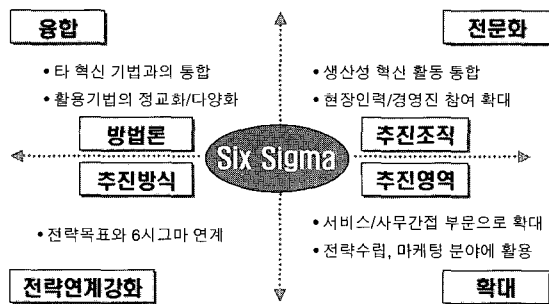 융합
전문화
• 타 혁신 기법과의 통합
• 활용기법의 정교화/다양화
• 생산성 혁신 활동 통합
• 현장인력/경영진 참여 확대
방법론
추진조직
Six Sigma
추진방식
추진영역
• 전략목표와 6시그마 연계
• 서비스/사무간접 부문으로 확대
• 전략수립, 마케팅 분야에 활용
전략연계강화
확대